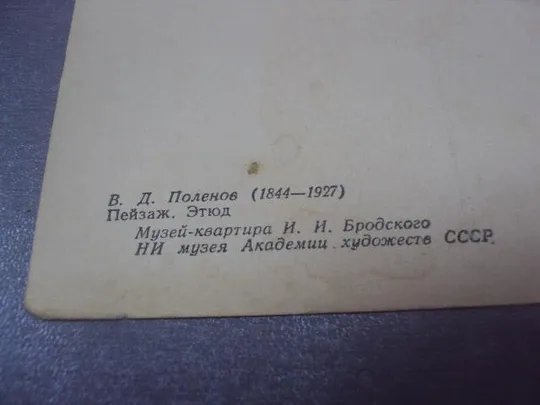 В. Д. Поленов (1844—1927)
Пейзаж. Этюд
Музей-квартира И. И. Бродского
НИ музея Академии художеств СССР.